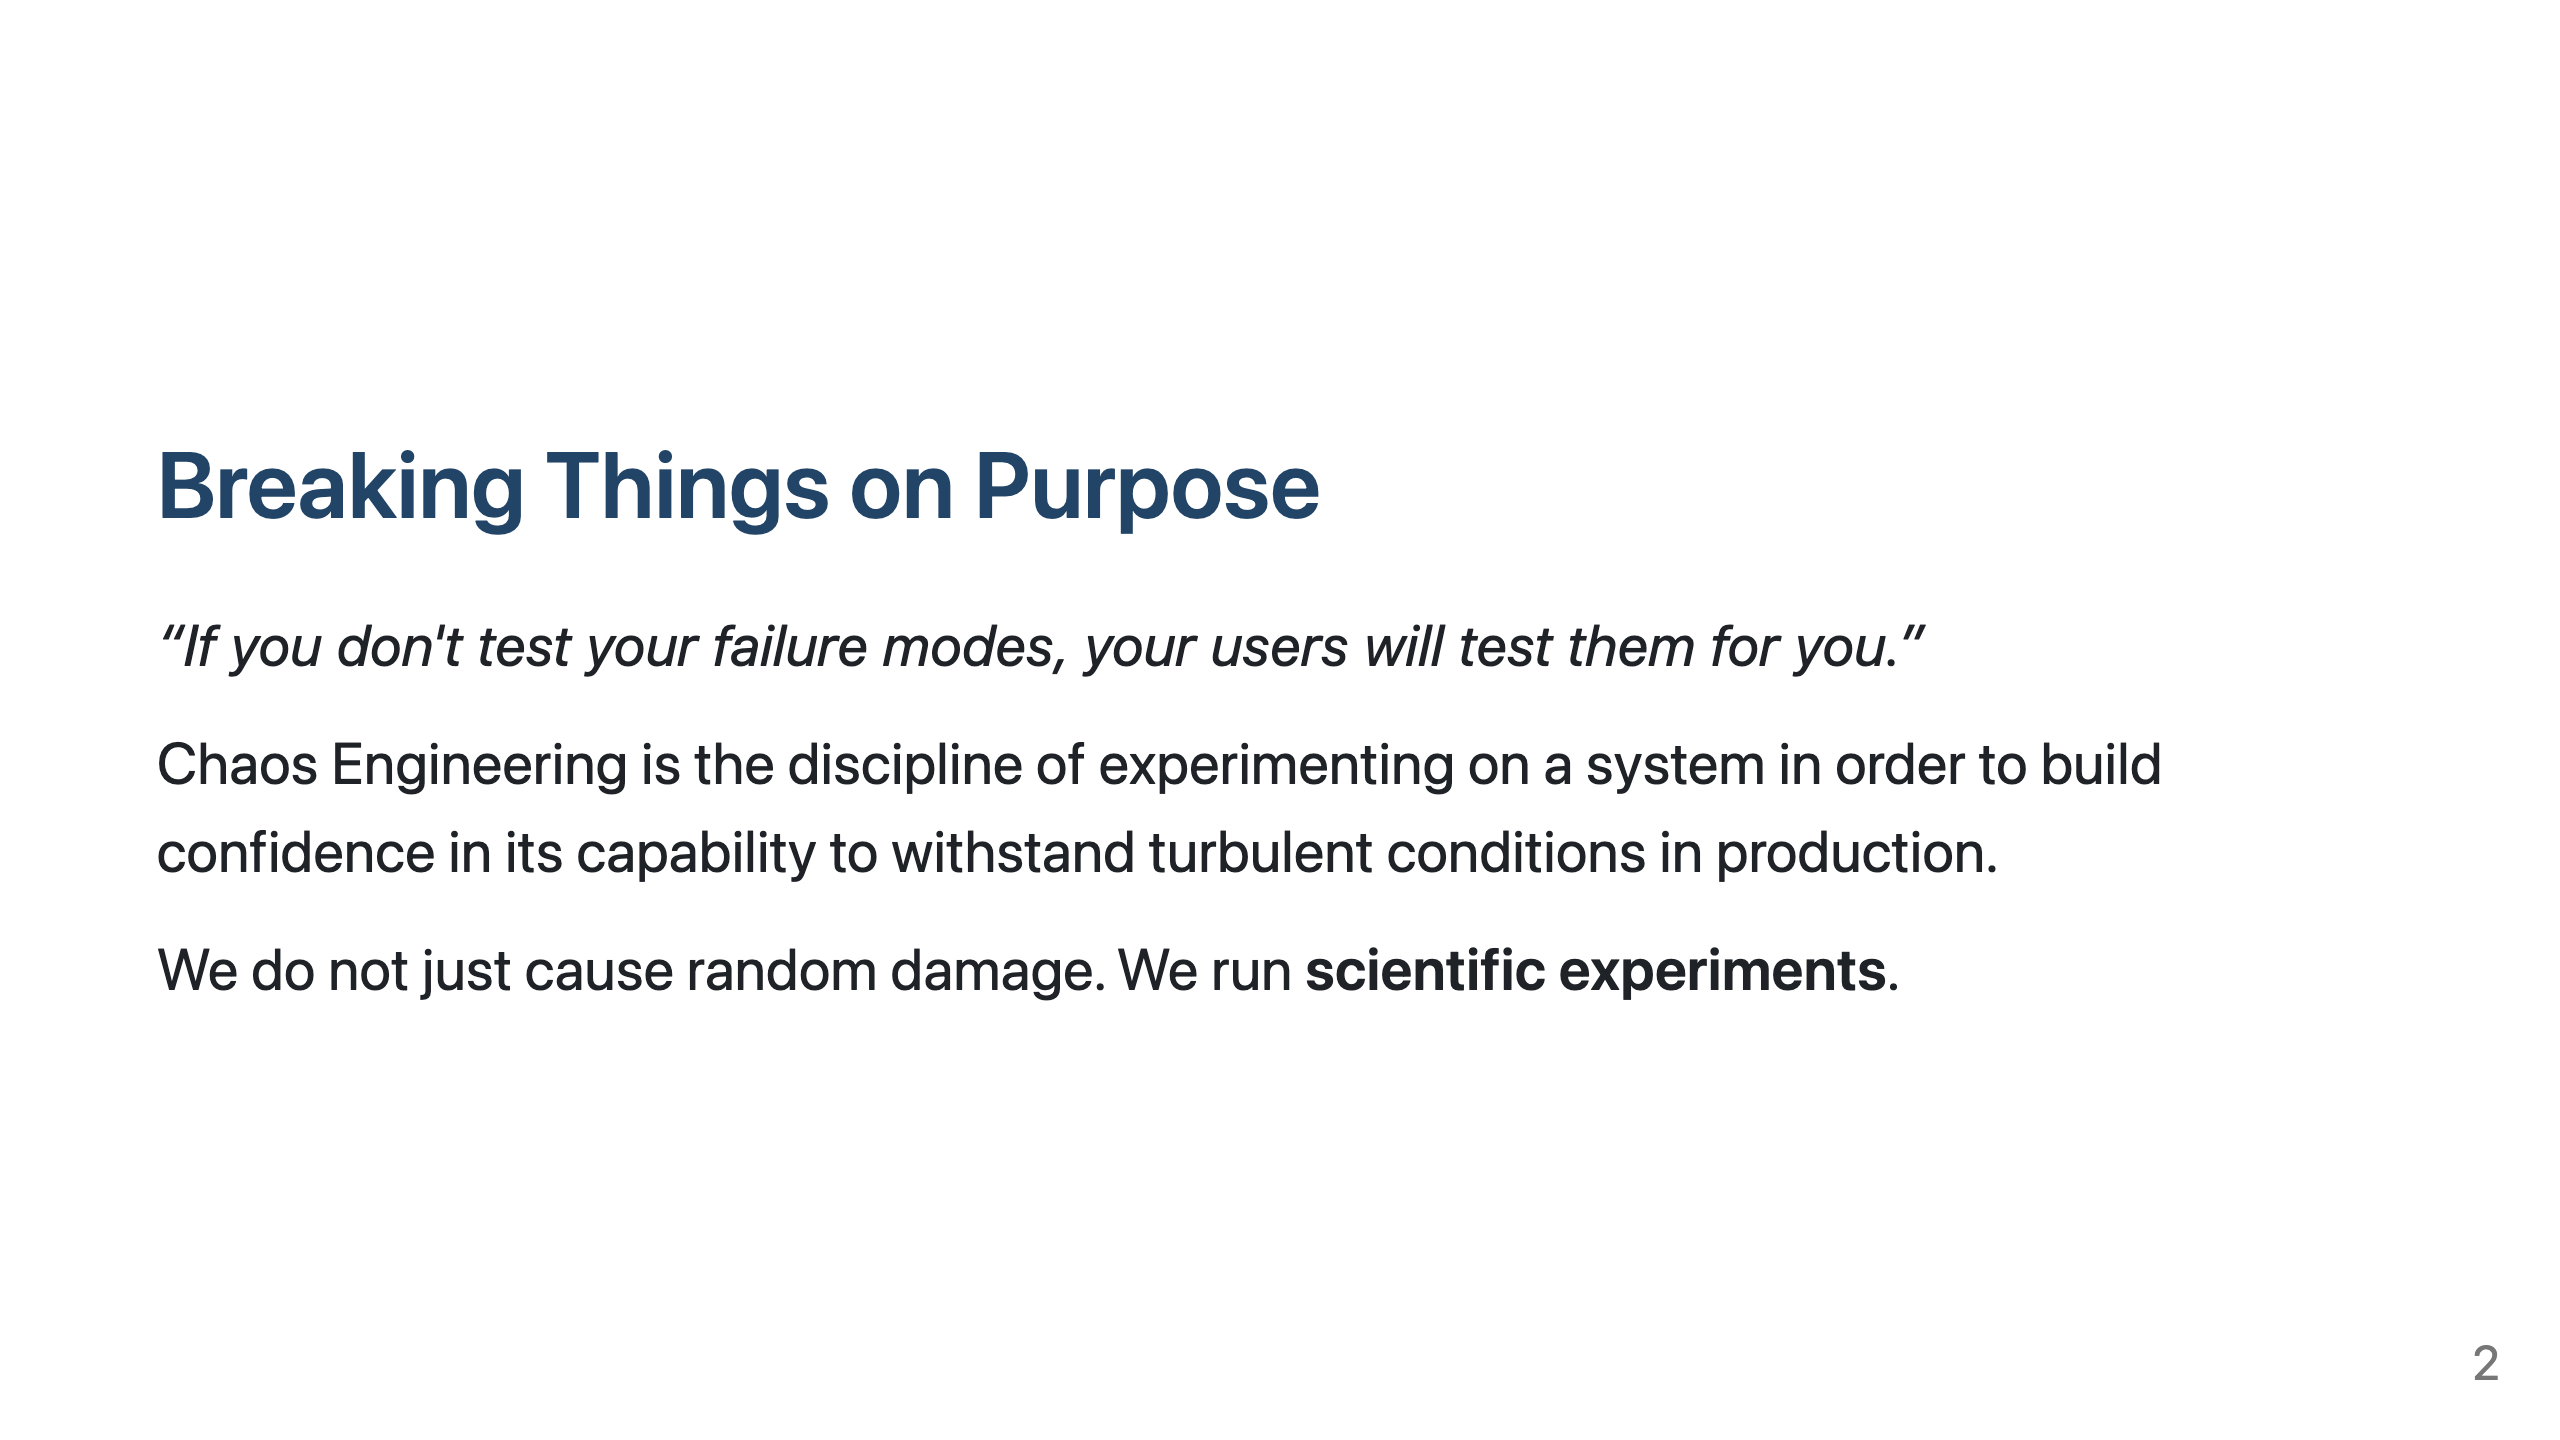 Breaking Things on Purpose
“If you don't test your failure modes, your users will test them for you.”
Chaos Engineering is the discipline of experimenting on a system in order to build
confidence in its capability to withstand turbulent conditions in production.
We do not just cause random damage. We run scientific experiments.
2